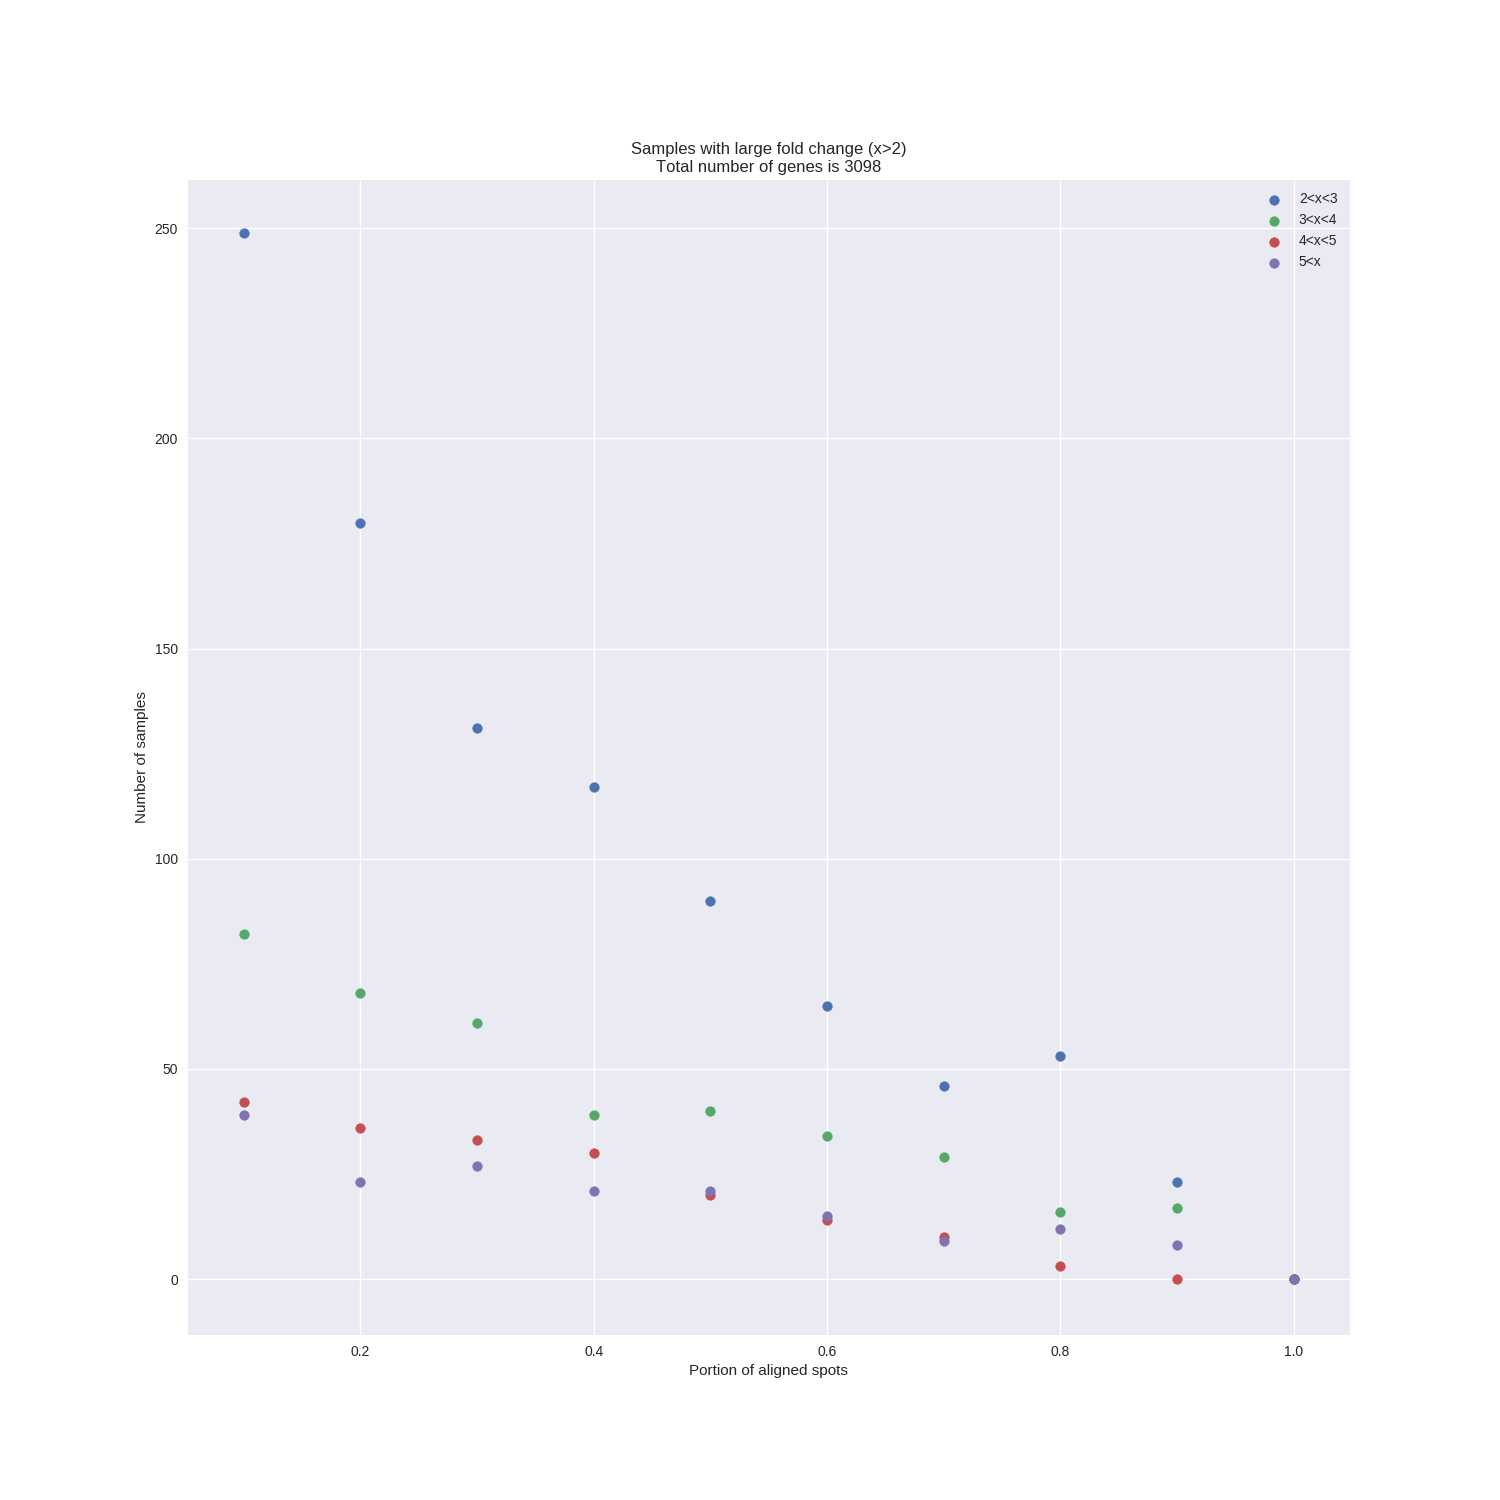 Samples with large fold change (x>2)
Total number of genes is 3098
2<x<3
3<x<4
4<x<5
5<x
250
200
150
100
50
0
Number of samples
0.2
0.4
0.6
0.8
1.0
Portion of aligned spots